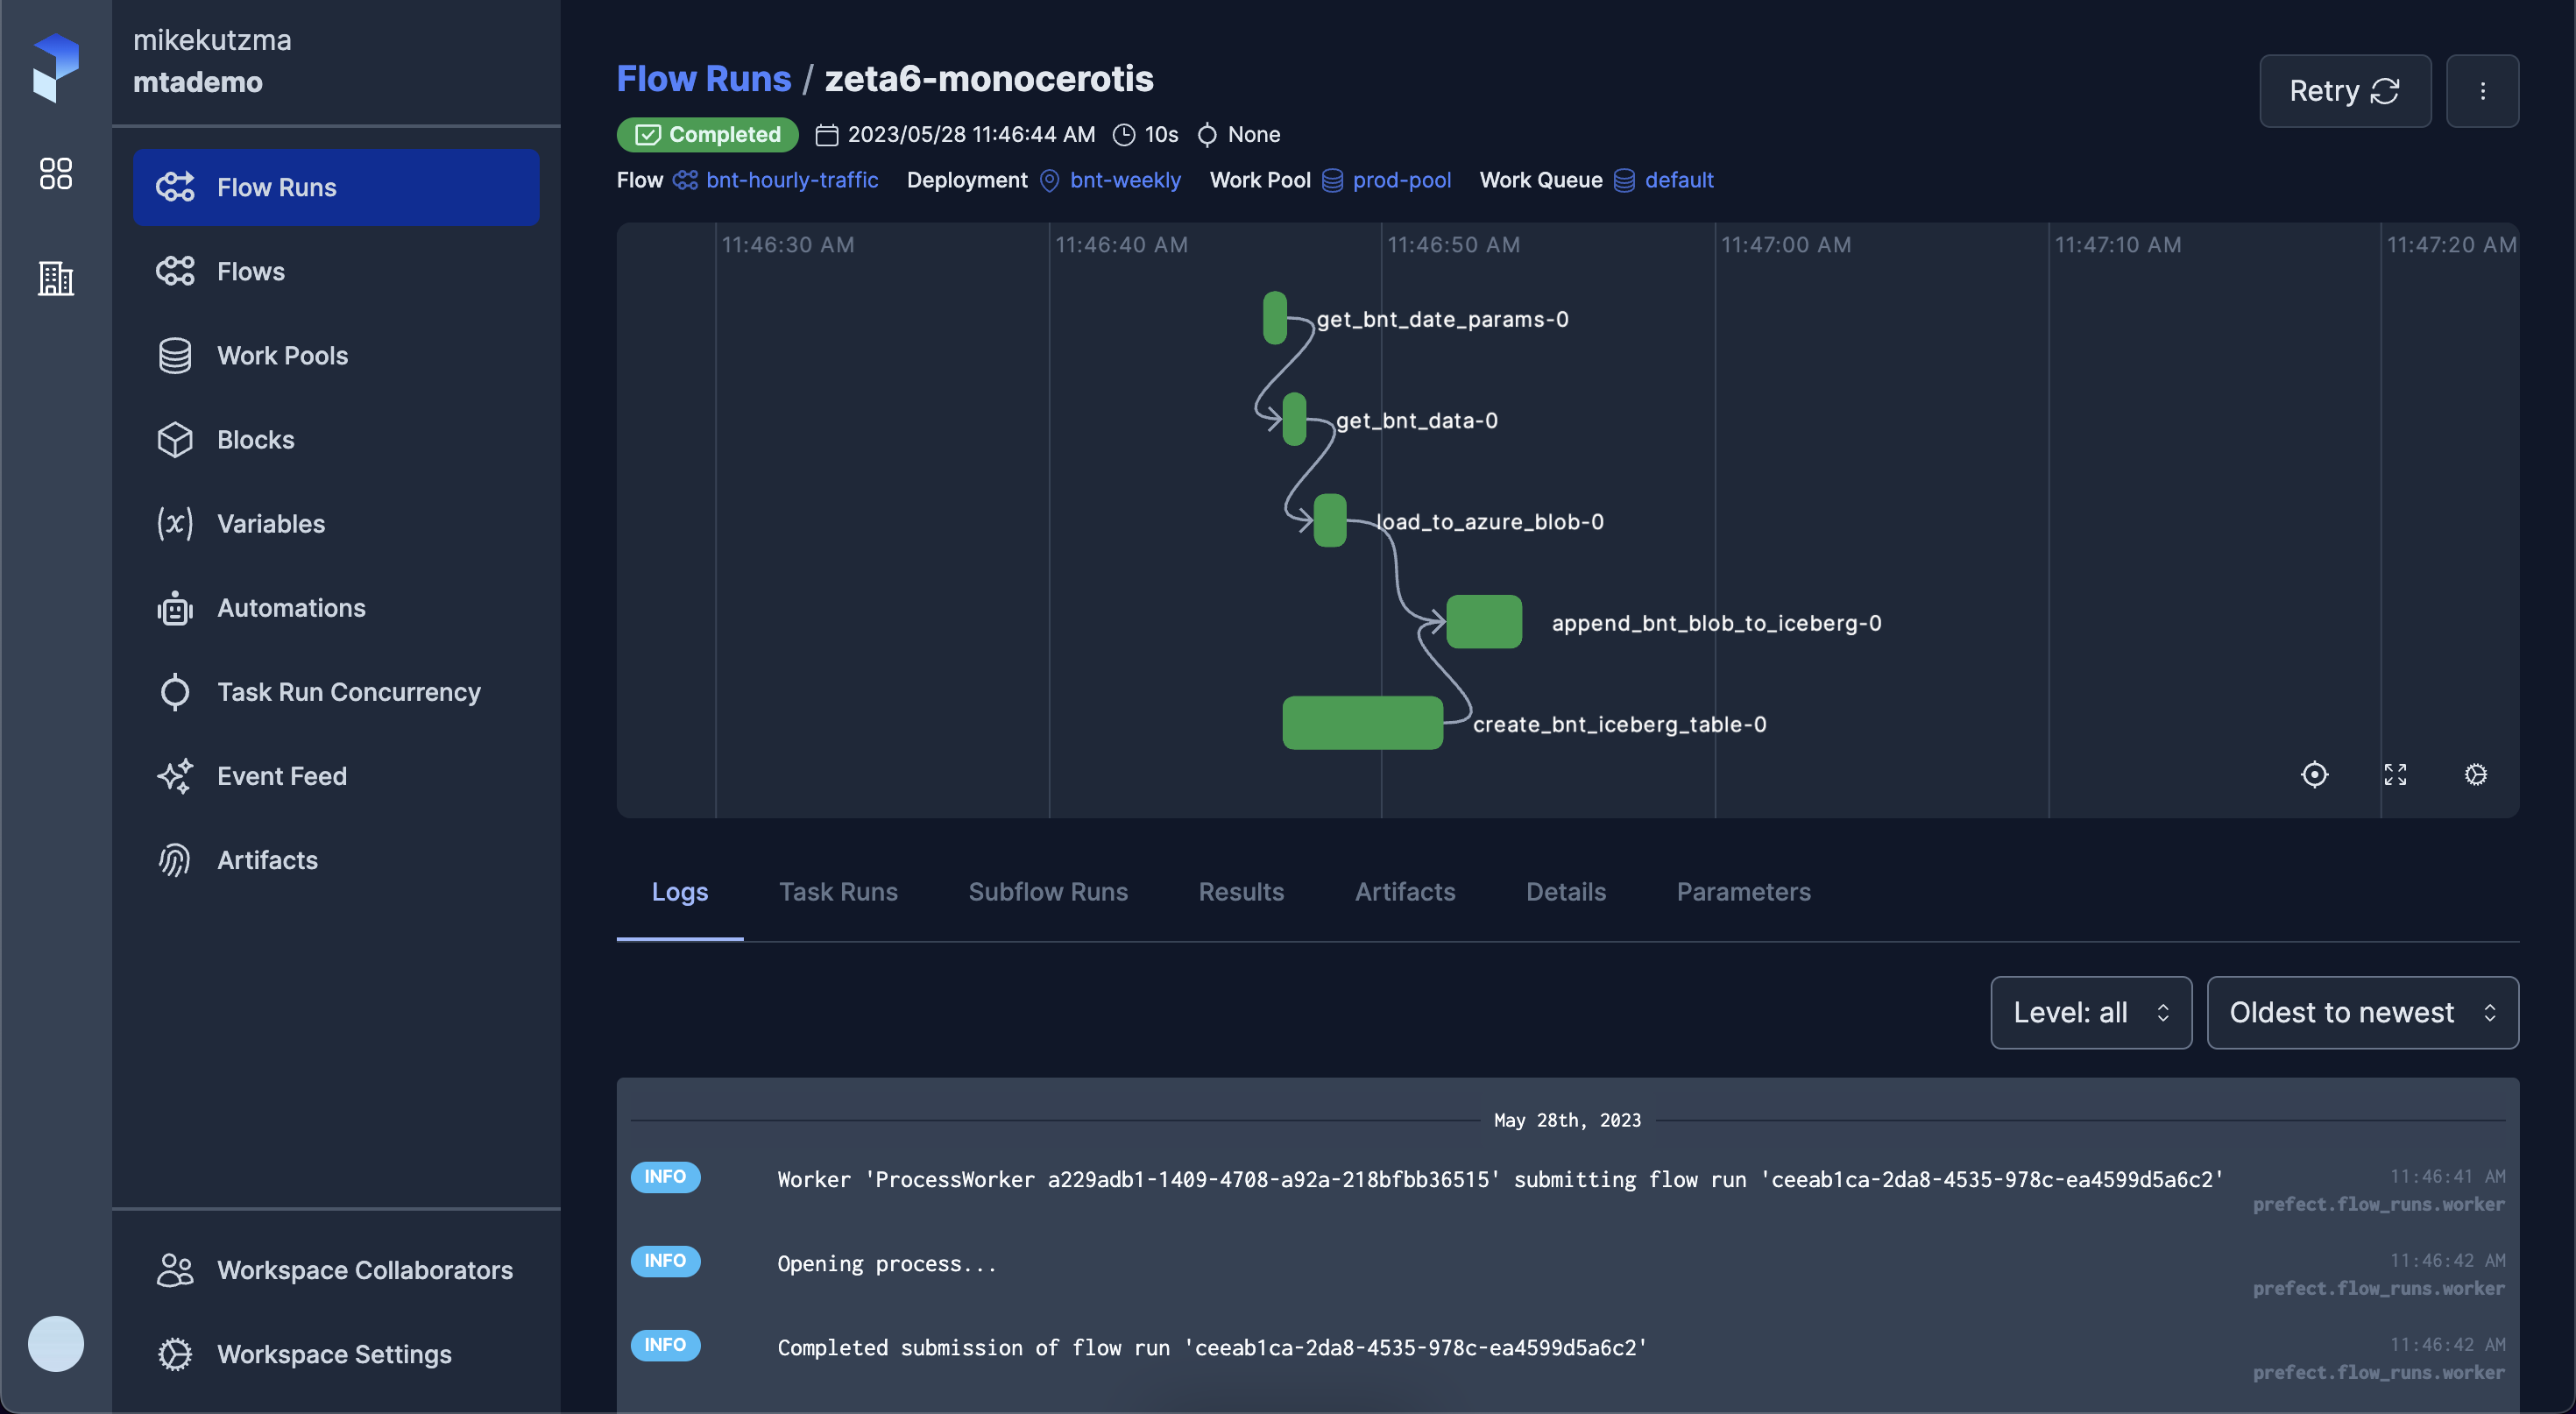 mikekutzma
mtademo
Flow Runs
Flows
Work Pools
Blocks
(x) Variables
Automations
Task Run Concurrency
Event Feed
Artifacts
Workspace Collaborators
Workspace Settings
Flow Runs / zeta6-monocerotis
Retry
Completed 2023/05/28 11:46:44 AM 10s None
Flow bnt-hourly-traffic Deployment bnt-weekly Work Pool prod-pool Work Queue default
11:46:30 AM 11:46:40 AM 11:46:50 AM 11:47:00 AM 11:47:10 AM 11:47:20 AM
get_bnt_date_params-0
get_bnt_data-0
load_to_azure_blob-0
append_bnt_blob_to_iceberg-0
create_bnt_iceberg_table-0
Logs Task Runs Subflow Runs Results Artifacts Details Parameters
Level: all Oldest to newest
May 28th, 2023
INFO Worker 'ProcessWorker a229adb1-1409-4708-a92a-218bfbb36515' submitting flow run 'ceeab1ca-2da8-4535-978c-ea4599d5a6c2' 11:46:41 AM
prefect.flow_runs.worker
INFO Opening process... 11:46:42 AM
prefect.flow_runs.worker
INFO Completed submission of flow run 'ceeab1ca-2da8-4535-978c-ea4599d5a6c2' 11:46:42 AM
prefect.flow_runs.worker